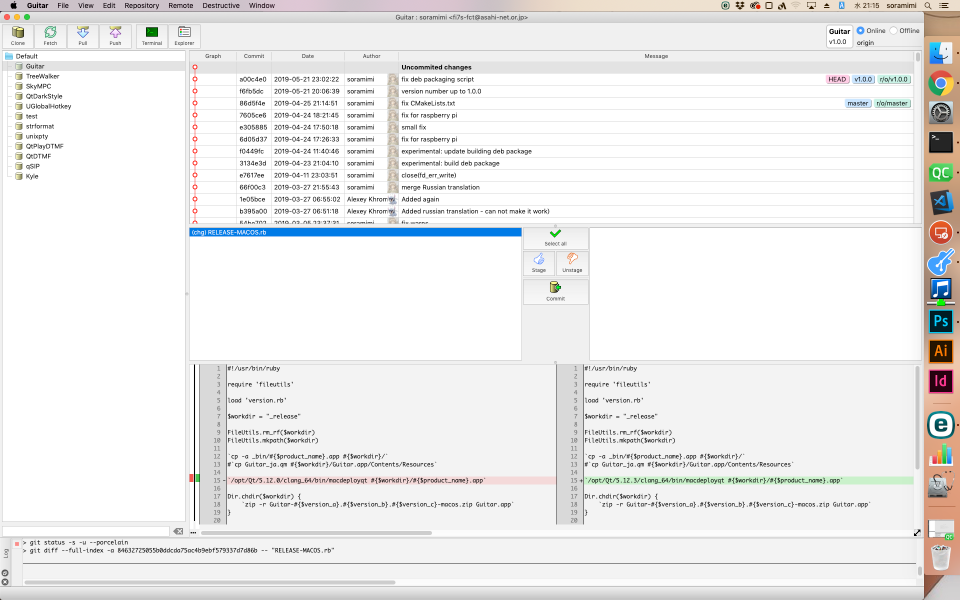 Guitar File View Edit Repository Remote Destructive Window
水 21:15 soramimi
Guitar : soramimi <fi7s-fct@asahi-net.or.jp>
Clone
Fetch
Pull
Push
Terminal
Explorer
Guitar
v1.0.0
Online
Offline
origin
Default
Guitar
TreeWalker
SkyMPC
QtDarkStyle
UGlobalHotkey
test
strformat
unixpty
QtPlayDTMF
QtDTMF
qSIP
Kyle
Graph Commit Date Author Message
Uncommited changes
a00c4e0 2019-05-21 23:02:22 soramimi fix deb packaging script HEAD v1.0.0 r/o/v1.0.0
f6fb5dc 2019-05-21 20:06:39 soramimi version number up to 1.0.0
86d5f4e 2019-04-25 21:14:51 soramimi fix CMakeLists.txt master r/o/master
7605ce6 2019-04-24 18:21:45 soramimi fix for raspberry pi
e305885 2019-04-24 17:50:18 soramimi small fix
6d05d37 2019-04-24 17:26:33 soramimi fix for raspberry pi
f0449fc 2019-04-24 11:40:46 soramimi experimental: update building deb package
3134e3d 2019-04-23 21:04:10 soramimi experimental: build deb package
e7617ee 2019-04-11 23:03:51 soramimi close(fd_err_write)
66f00c3 2019-03-27 21:55:43 soramimi merge Russian translation
1e05bce 2019-03-27 06:55:02 Alexey Khrom Added again
b395a00 2019-03-27 06:51:18 Alexey Khrom Added russian translation - can not make it work)
(chg) RELEASE-MACOS.rb
Select all
Stage
Unstage
Commit
1 #!/usr/bin/ruby
2
3 require 'fileutils'
4
5 load 'version.rb'
6
7 $workdir = "_release"
8
9 FileUtils.rm_rf($workdir)
10 FileUtils.mkpath($workdir)
11
12 `cp -a _bin/#{$product_name}.app #{$workdir}/`
13 #`cp Guitar_ja.qm #{$workdir}/Guitar.app/Contents/Resources`
14
15 - `/opt/Qt/5.12.0/clang_64/bin/macdeployqt #{$workdir}/#{$product_name}.app`
16
17 Dir.chdir($workdir) {
18 `zip -r Guitar-#{$version_a}.#{$version_b}.#{$version_c}-macos.zip Guitar.app`
19 }
20
1 #!/usr/bin/ruby
2
3 require 'fileutils'
4
5 load 'version.rb'
6
7 $workdir = "_release"
8
9 FileUtils.rm_rf($workdir)
10 FileUtils.mkpath($workdir)
11
12 `cp -a _bin/#{$product_name}.app #{$workdir}/`
13 #`cp Guitar_ja.qm #{$workdir}/Guitar.app/Contents/Resources`
14
15 + `/opt/Qt/5.12.3/clang_64/bin/macdeployqt #{$workdir}/#{$product_name}.app`
16
17 Dir.chdir($workdir) {
18 `zip -r Guitar-#{$version_a}.#{$version_b}.#{$version_c}-macos.zip Guitar.app`
19 }
20
Log
> git status -s -u --porcelain
> git diff --full-index -a 84632725055b0ddcda75ac4b9ebf579337d7d86b -- "RELEASE-MACOS.rb"
QC
Ps
Ai
Id